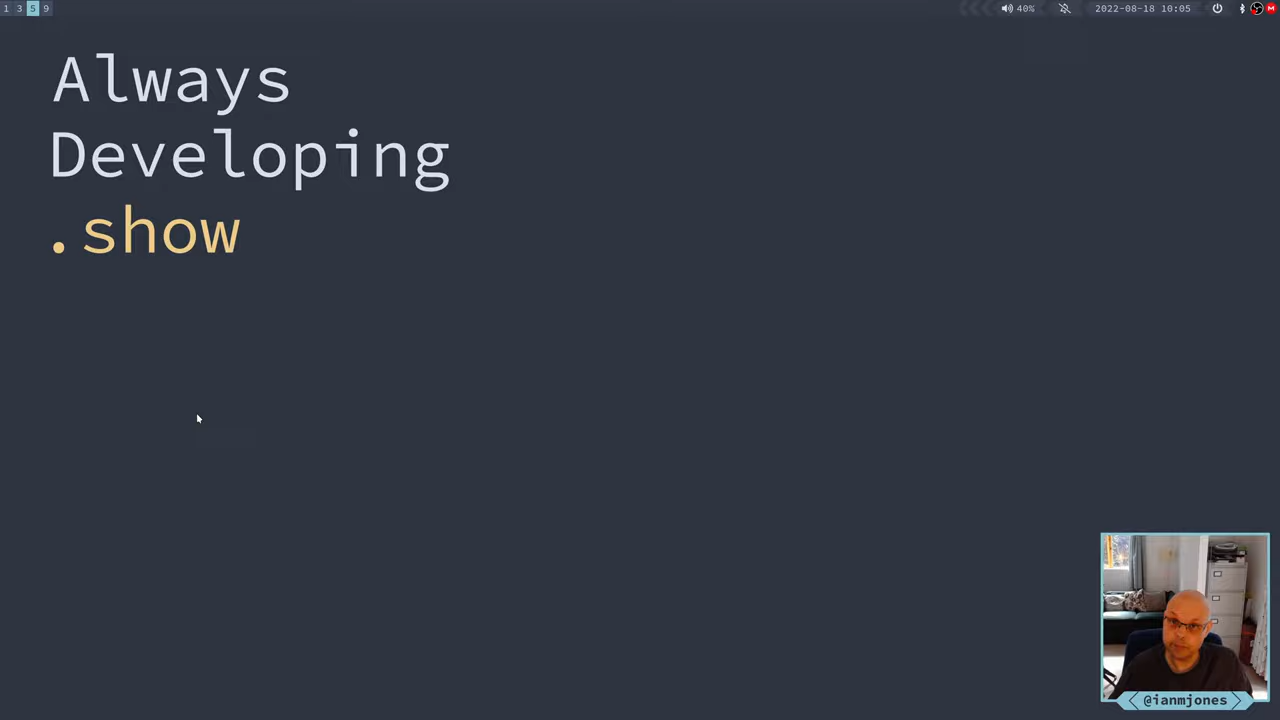 1 3 5 9
40%
2022-08-18 10:05
Always
Developing
.show
@ianmjones